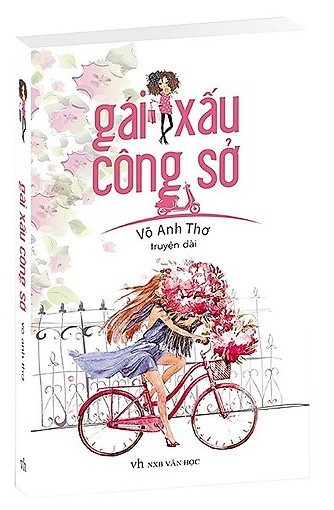 gái xấu
công sở
Võ Anh Thơ
truyện dài
vh NXB VĂN HỌC
gái xấu công sở
võ anh thơ
vh